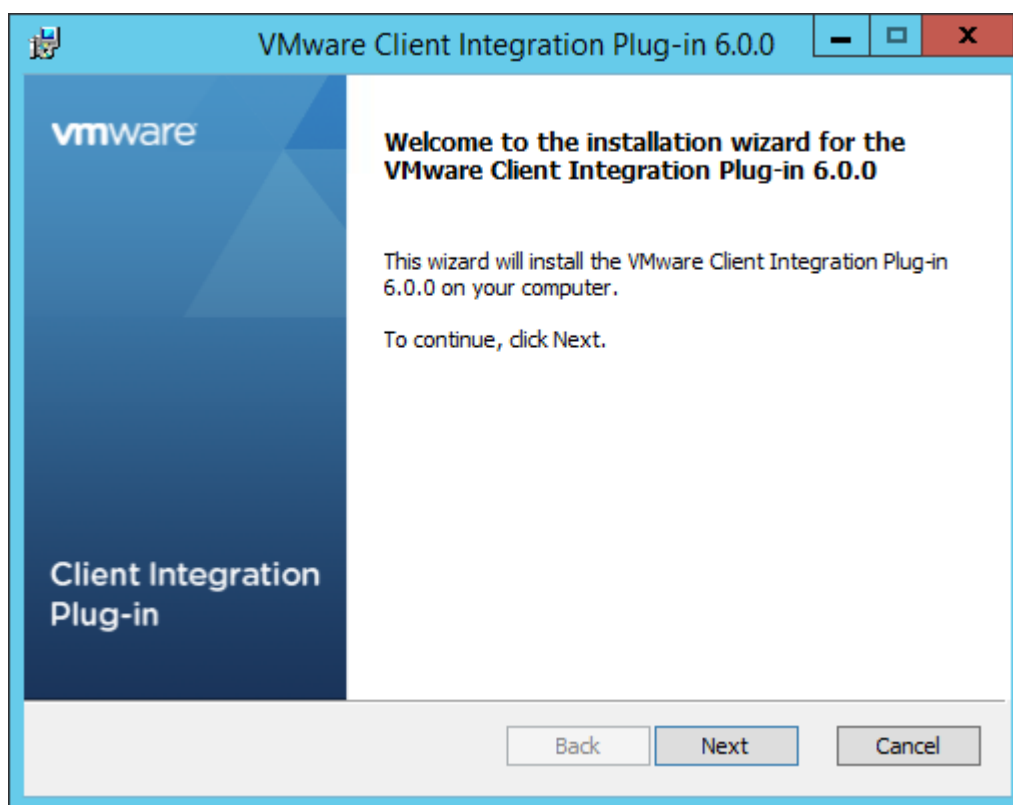 VMware Client Integration Plug-in 6.0.0
vmware
Welcome to the installation wizard for the
VMware Client Integration Plug-in 6.0.0
This wizard will install the VMware Client Integration Plug-in
6.0.0 on your computer.
To continue, click Next.
Client Integration
Plug-in
Back Next Cancel